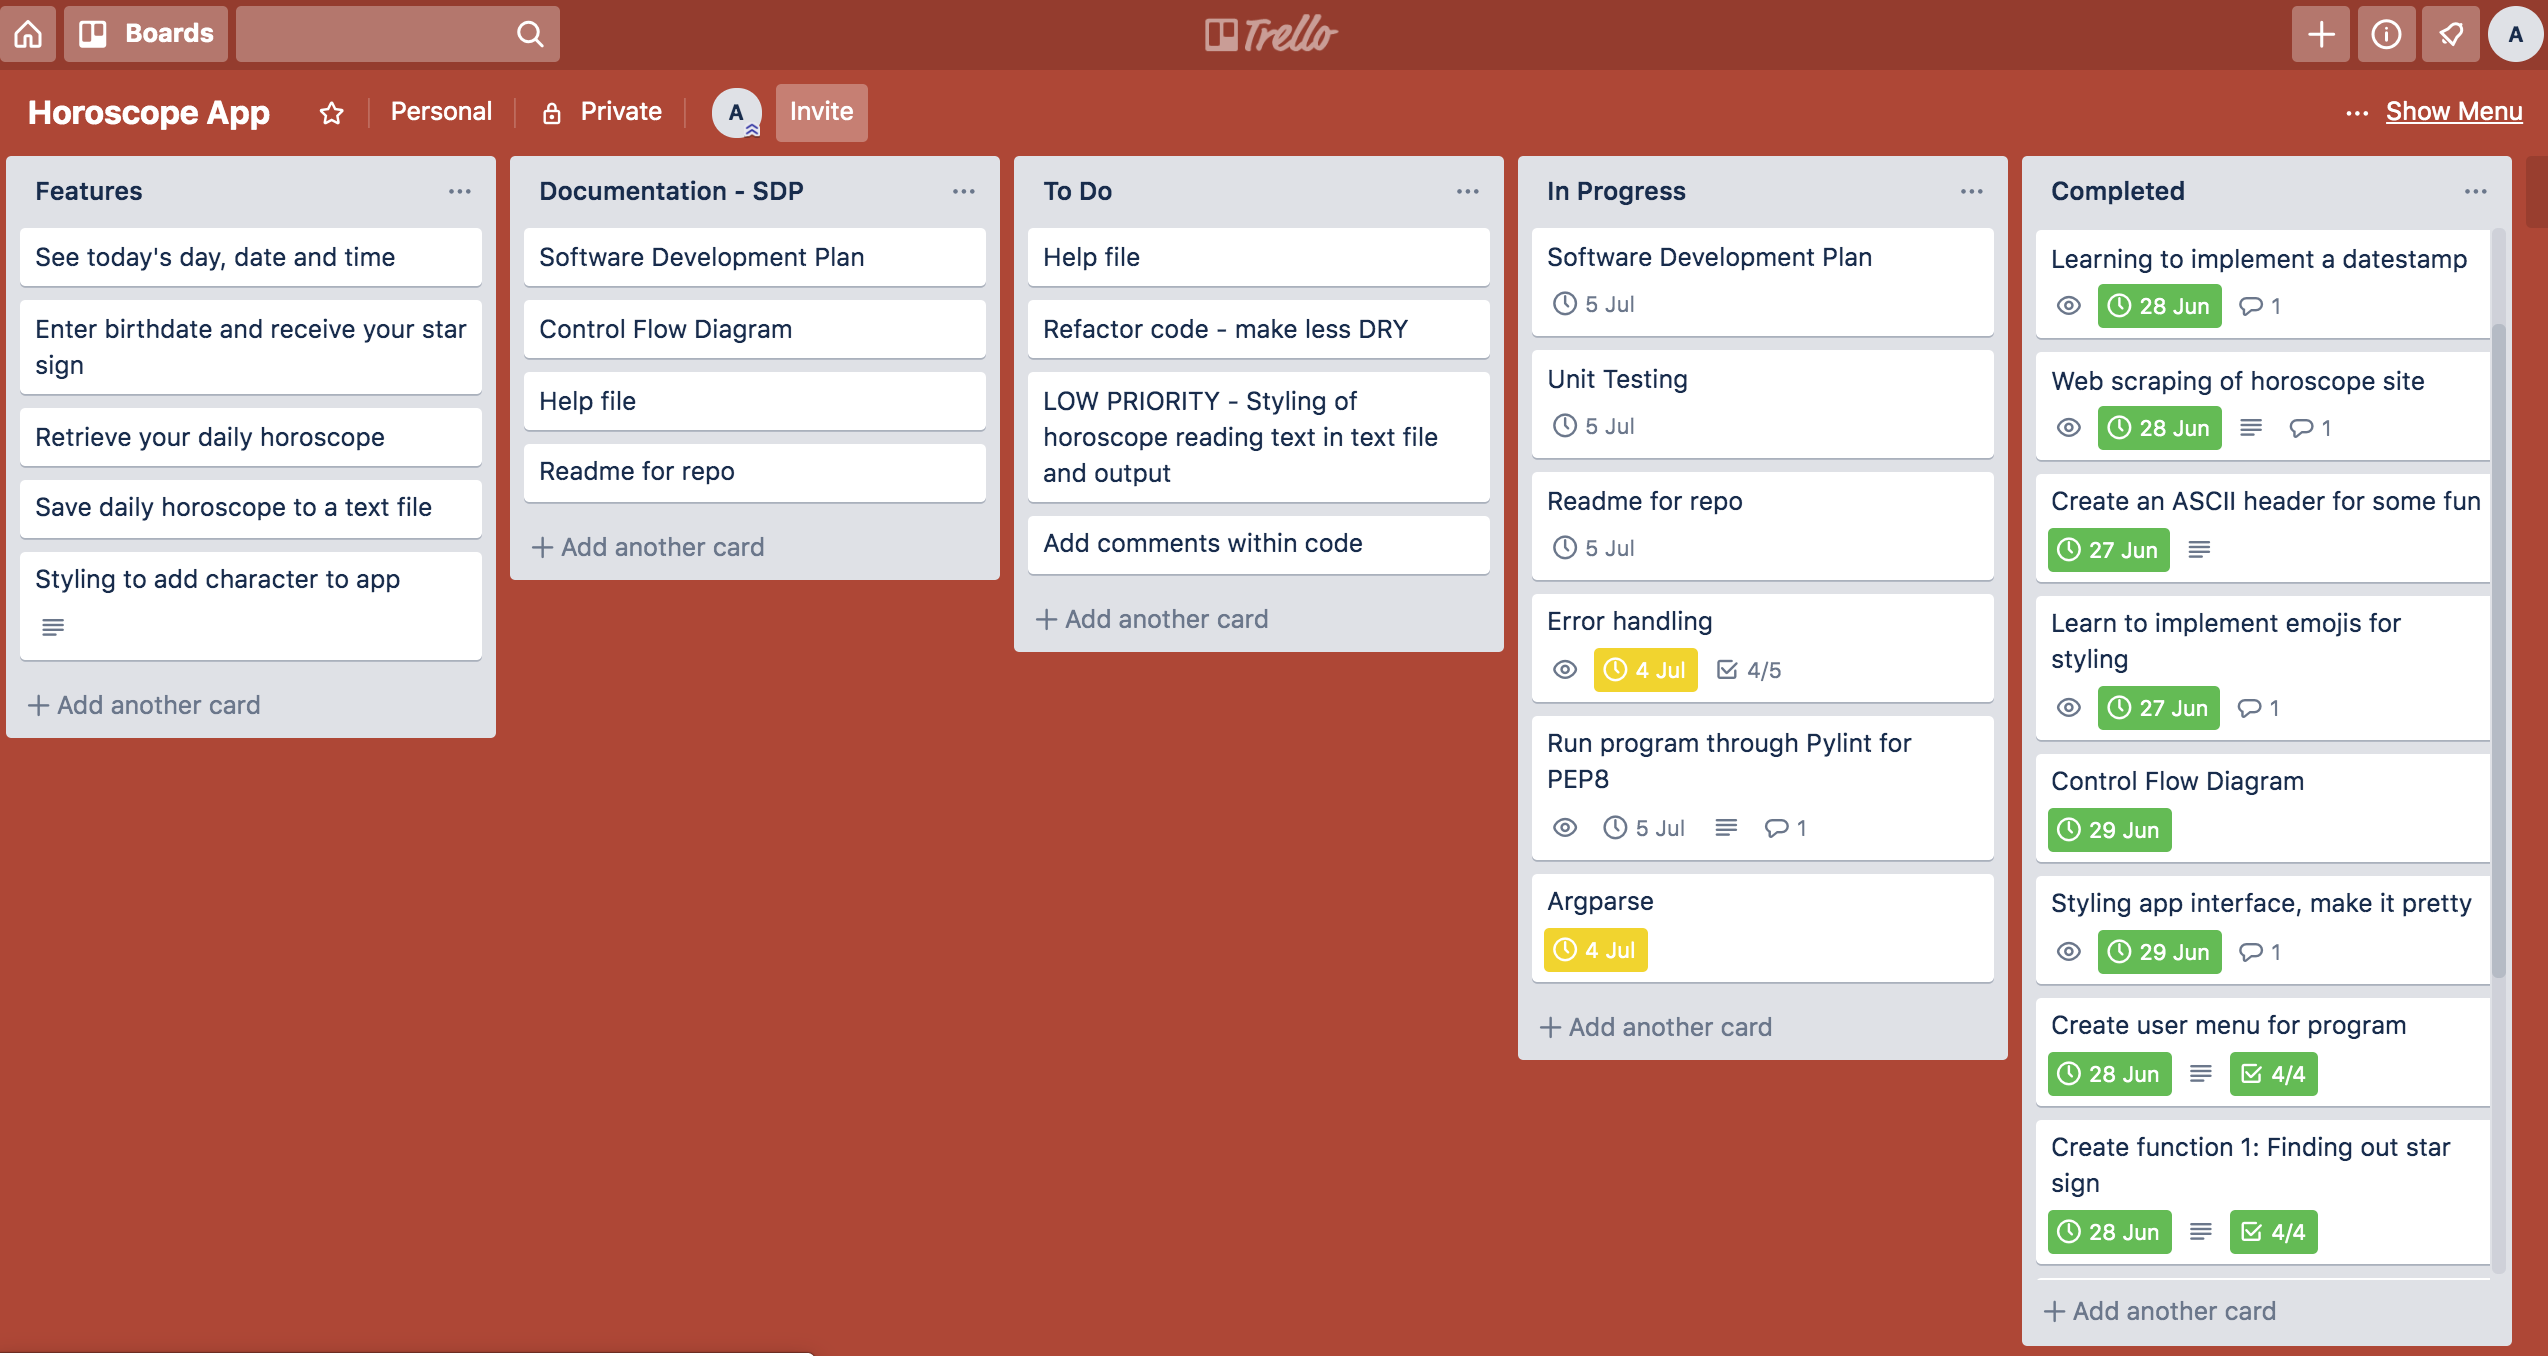 Boards
Trello
A
Horoscope App
Personal
Private
A
Invite
... Show Menu
Features
See today's day, date and time
Enter birthdate and receive your star
sign
Retrieve your daily horoscope
Save daily horoscope to a text file
Styling to add character to app
+ Add another card
Documentation - SDP
Software Development Plan
Control Flow Diagram
Help file
Readme for repo
+ Add another card
To Do
Help file
Refactor code - make less DRY
LOW PRIORITY - Styling of
horoscope reading text in text file
and output
Add comments within code
+ Add another card
In Progress
Software Development Plan
5 Jul
Unit Testing
5 Jul
Readme for repo
5 Jul
Error handling
4 Jul 4/5
Run program through Pylint for
PEP8
5 Jul 1
Argparse
4 Jul
+ Add another card
Completed
Learning to implement a datestamp
28 Jun 1
Web scraping of horoscope site
28 Jun 1
Create an ASCII header for some fun
27 Jun
Learn to implement emojis for
styling
27 Jun 1
Control Flow Diagram
29 Jun
Styling app interface, make it pretty
29 Jun 1
Create user menu for program
28 Jun 4/4
Create function 1: Finding out star
sign
28 Jun 4/4
+ Add another card